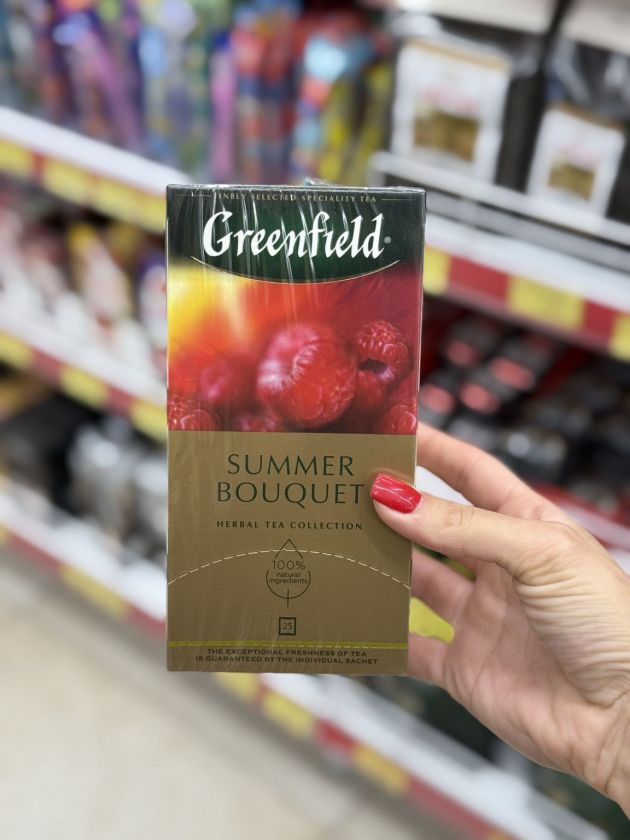 FINELY SELECTED SPECIALITY TEA
Greenfield®
SUMMER
BOUQUET
HERBAL TEA COLLECTION
100%
natural
ingredients
25
THE EXCEPTIONAL FRESHNESS OF TEA
IS GUARANTEED BY THE INDIVIDUAL SACHET